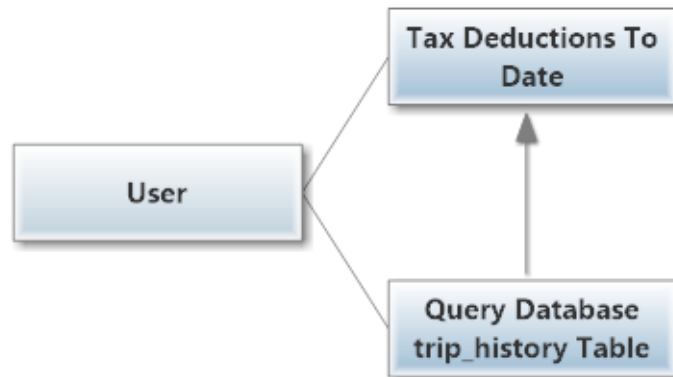 Tax Deductions To
Date
User
Query Database
trip_history Table